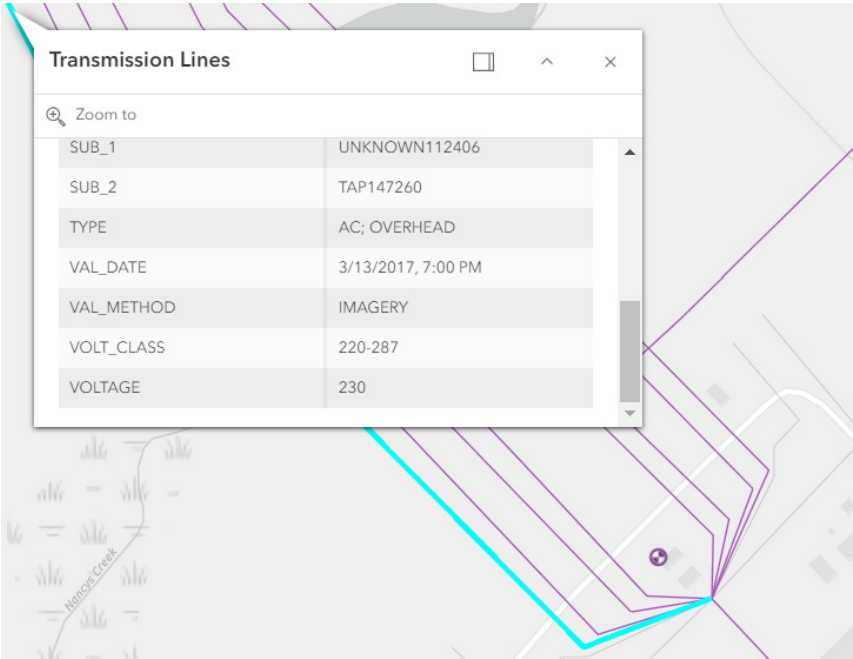 Transmission Lines
Zoom to
SUB_1 UNKNOWN112406
SUB_2 TAP147260
TYPE AC; OVERHEAD
VAL_DATE 3/13/2017, 7:00 PM
VAL_METHOD IMAGERY
VOLT_CLASS 220-287
VOLTAGE 230
Nancys Creek